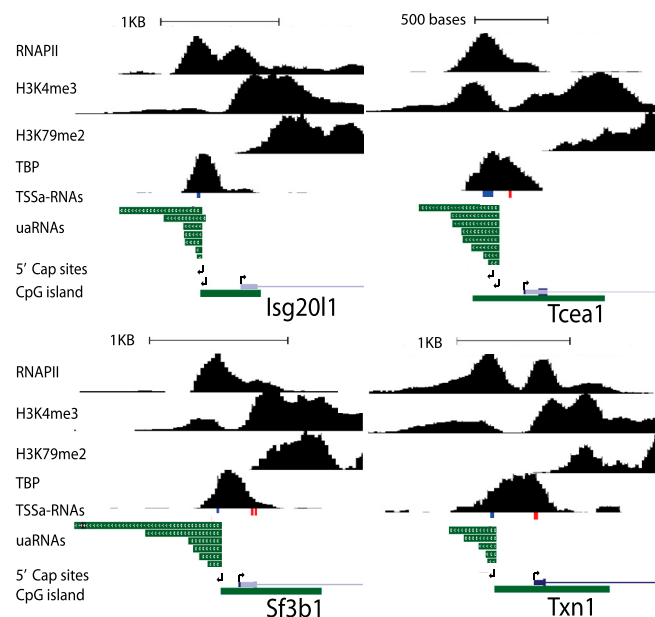 1KB
500 bases
RNAPII
H3K4me3
H3K79me2
TBP
TSSa-RNAs
uaRNAs
5′ Cap sites
CpG island
Isg20l1
Tcea1
1KB
1KB
RNAPII
H3K4me3
H3K79me2
TBP
TSSa-RNAs
uaRNAs
5′ Cap sites
CpG island
Sf3b1
Txn1